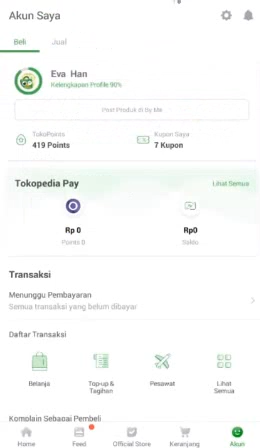 Akun Saya
Beli
Jual
Eva Han
Kelengkapan Profile 90%
Post Produk di By.Me
TokoPoints
419 Points
Kupon Saya
7 Kupon
Tokopedia Pay
Lihat Semua
Rp 0
Points 0
Rp0
Saldo
Transaksi
Menunggu Pembayaran
Semua transaksi yang belum dibayar
Daftar Transaksi
Belanja
Top-up &
Tagihan
Pesawat
Lihat
Semua
Komplain Sebagai Pembeli
Home
Feed
Official Store
Keranjang
Akun